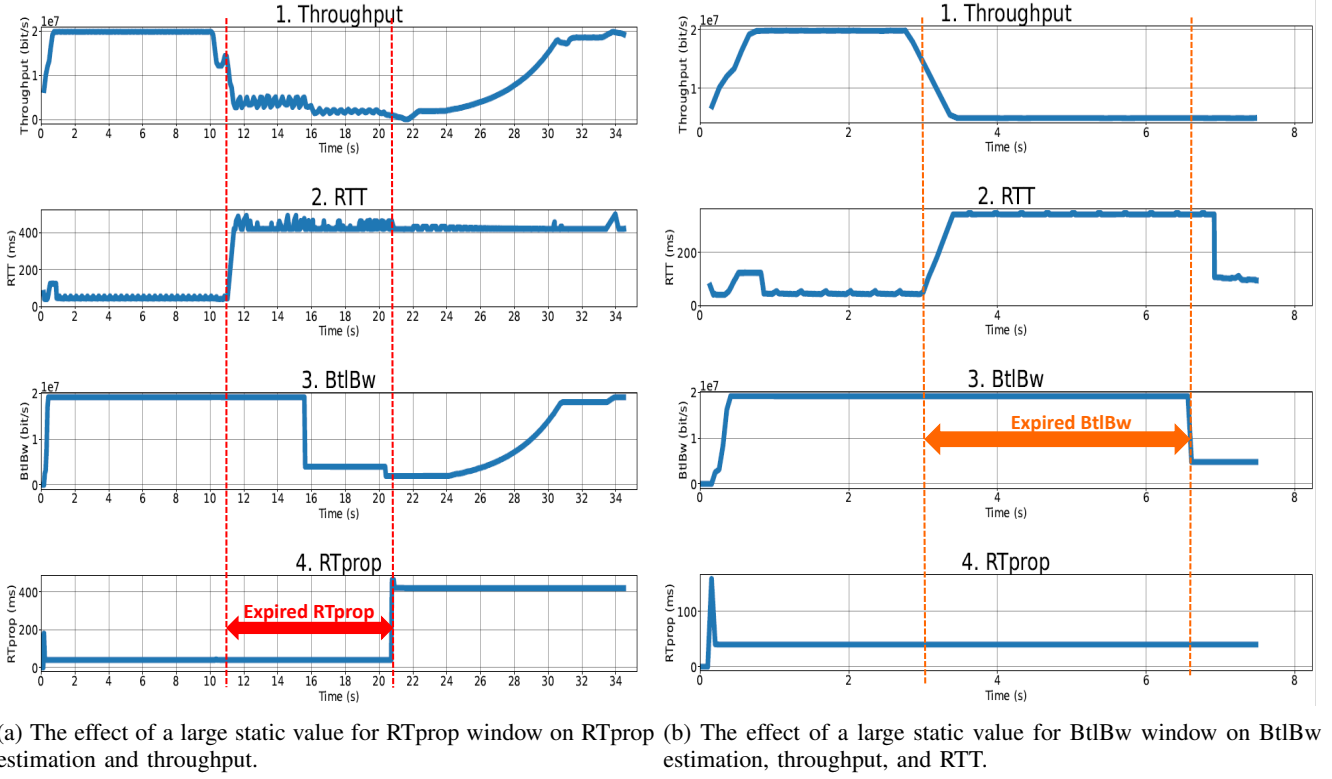 1. Throughput
1e7
Throughput (bit/s)
2
1
0
0 2 4 6 8 10 12 14 16 18 20 22 24 26 28 30 32 34
Time (s)
2. RTT
RTT (ms)
400
200
0
0 2 4 6 8 10 12 14 16 18 20 22 24 26 28 30 32 34
Time (s)
3. BtlBw
1e7
BtlBw (bit/s)
2
1
0
0 2 4 6 8 10 12 14 16 18 20 22 24 26 28 30 32 34
Time (s)
4. RTprop
RTprop (ms)
400
200
0
Expired RTprop
0 2 4 6 8 10 12 14 16 18 20 22 24 26 28 30 32 34
Time (s)
(a) The effect of a large static value for RTprop window on RTprop
estimation and throughput.
1. Throughput
1e7
Throughput (bit/s)
2
1
0 2 4 6 8
Time (s)
2. RTT
RTT (ms)
200
0
0 2 4 6 8
Time (s)
3. BtlBw
1e7
BtlBw (bit/s)
2
1
0
Expired BtlBw
0 2 4 6 8
Time (s)
4. RTprop
RTprop (ms)
100
0
0 2 4 6 8
Time (s)
(b) The effect of a large static value for BtlBw window on BtlBw
estimation, throughput, and RTT.